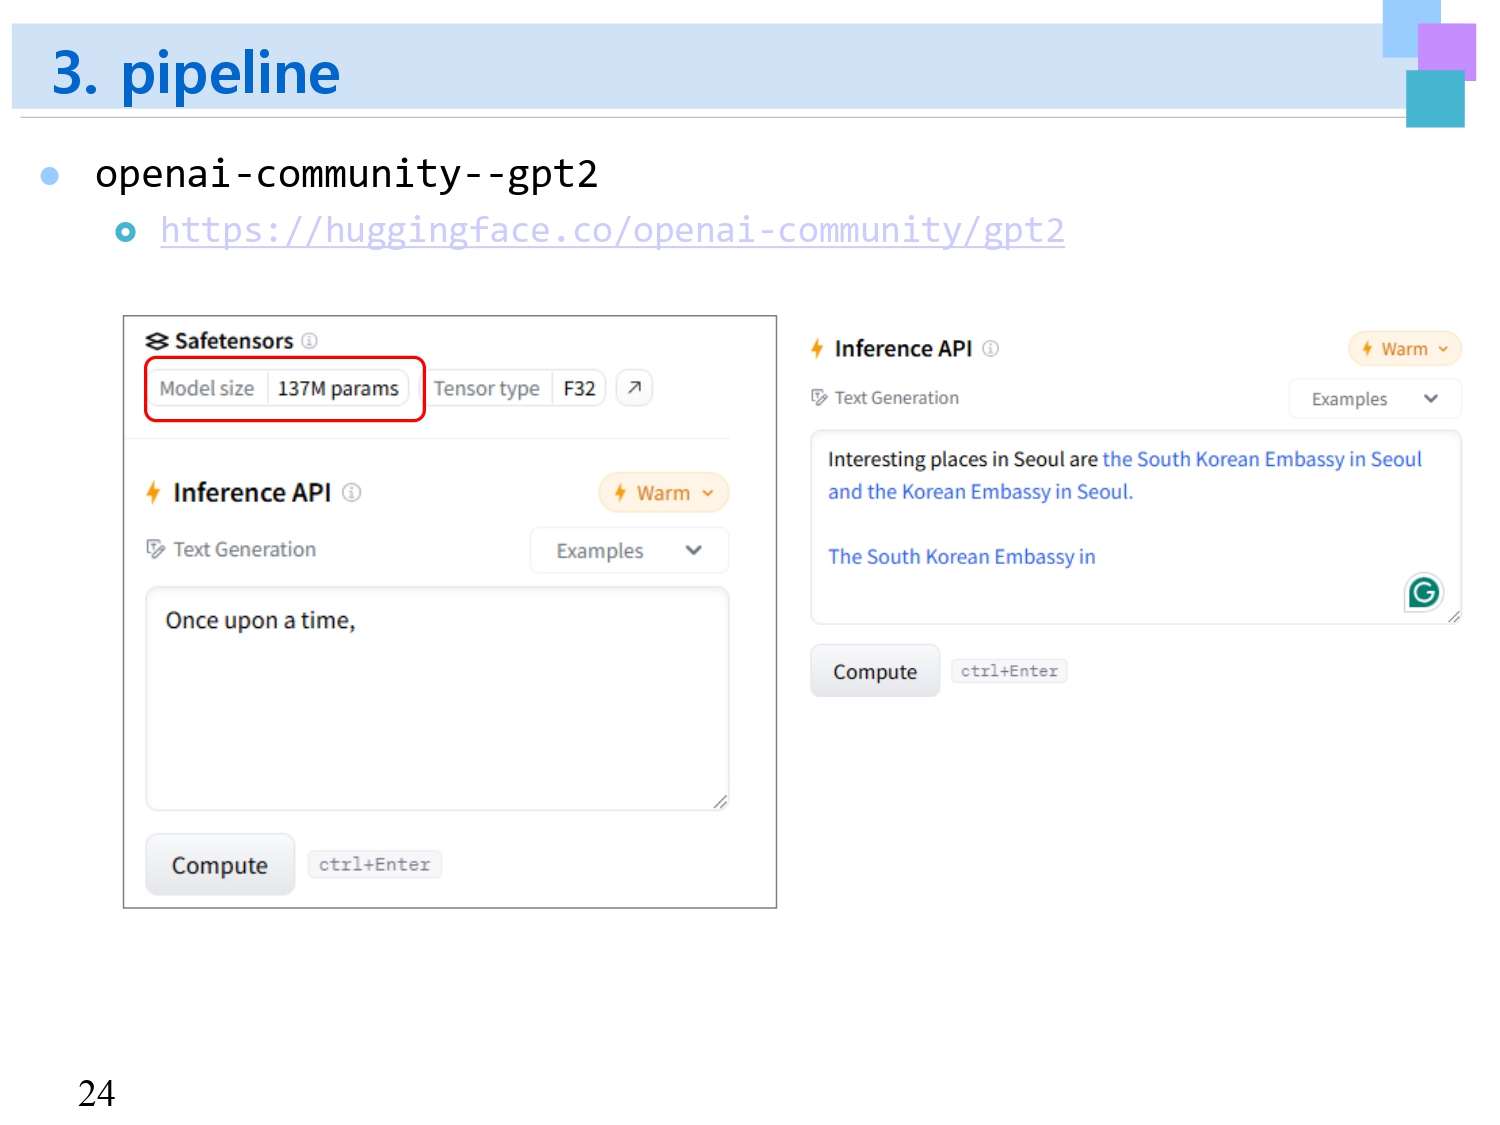 3. pipeline
openai-community--gpt2
https://huggingface.co/openai-community/gpt2
Safetensors
Model size 137M params Tensor type F32
Inference API Warm
Text Generation Examples
Once upon a time,
Compute ctrl+Enter
Inference API Warm
Text Generation Examples
Interesting places in Seoul are the South Korean Embassy in Seoul
and the Korean Embassy in Seoul.
The South Korean Embassy in
Compute ctrl+Enter
24